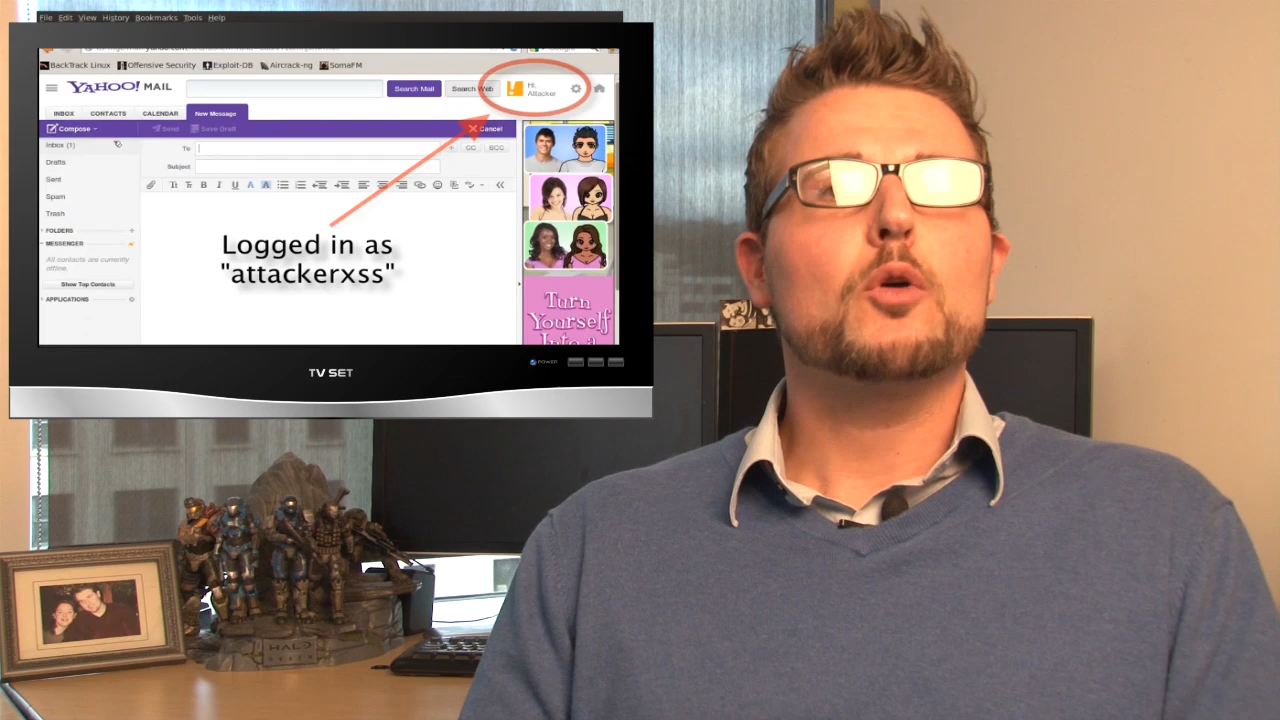 File Edit View History Bookmarks Tools Help
BackTrack Linux Offensive Security Exploit-DB Aircrack-ng SomaFM
YAHOO! MAIL Search Mail Search Web Hi, Attacker
INBOX CONTACTS CALENDAR New Message
Compose Send Save Draft Cancel
Inbox (1)
To CC BCC
Drafts
Subject
Sent
Spam
Trash
FOLDERS
MESSENGER
All contacts are currently
offline.
Show Top Contacts
APPLICATIONS
Logged in as
"attackerxss"
Turn
Yourself
Into a
POWER
TV SET
HALO
REACH